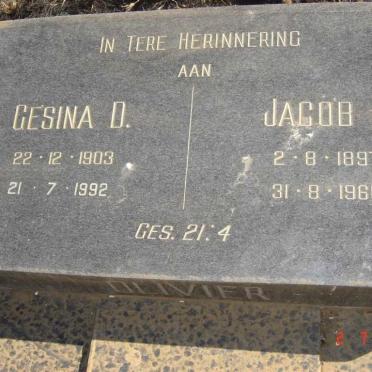 IN TERE HERINNERING
AAN
GESINA D. JACOB
22 · 12 · 1903 2 · 8 · 189
21 · 7 · 1992 31 · 8 · 196
GES. 21:4
OLIVIER